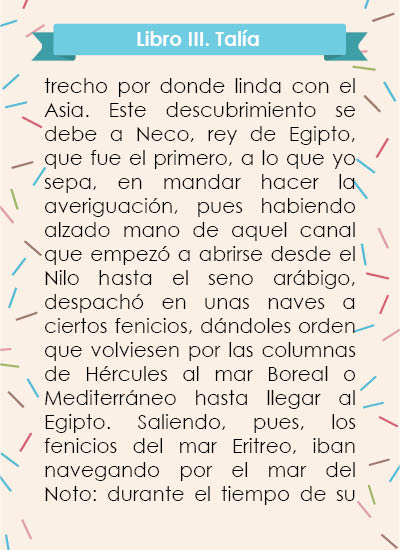 Libro III. Talía
trecho por donde linda con el
Asia. Este descubrimiento se
debe a Neco, rey de Egipto,
que fue el primero, a lo que yo
sepa, en mandar hacer la
averiguación, pues habiendo
alzado mano de aquel canal
que empezó a abrirse desde el
Nilo hasta el seno arábigo,
despachó en unas naves a
ciertos fenicios, dándoles orden
que volviesen por las columnas
de Hércules al mar Boreal o
Mediterráneo hasta llegar al
Egipto. Saliendo, pues, los
fenicios del mar Eritreo, iban
navegando por el mar del
Noto: durante el tiempo de su